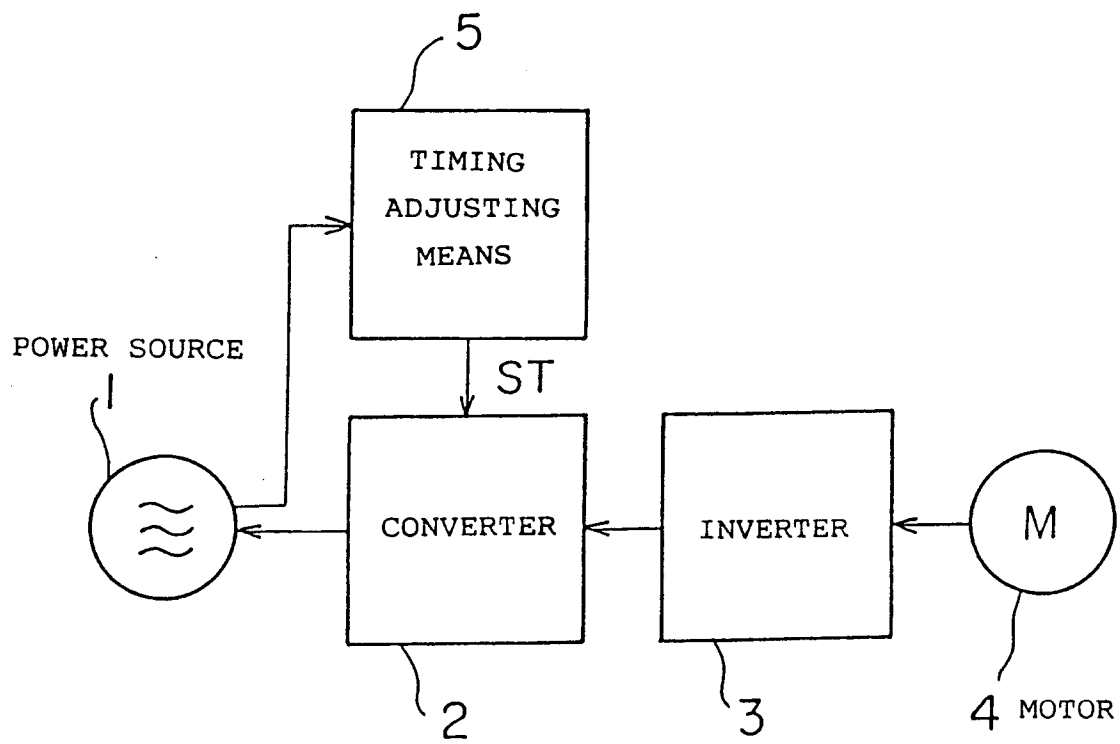 5
TIMING
ADJUSTING
MEANS
POWER SOURCE
1
ST
CONVERTER
INVERTER
M
2
3
4 MOTOR